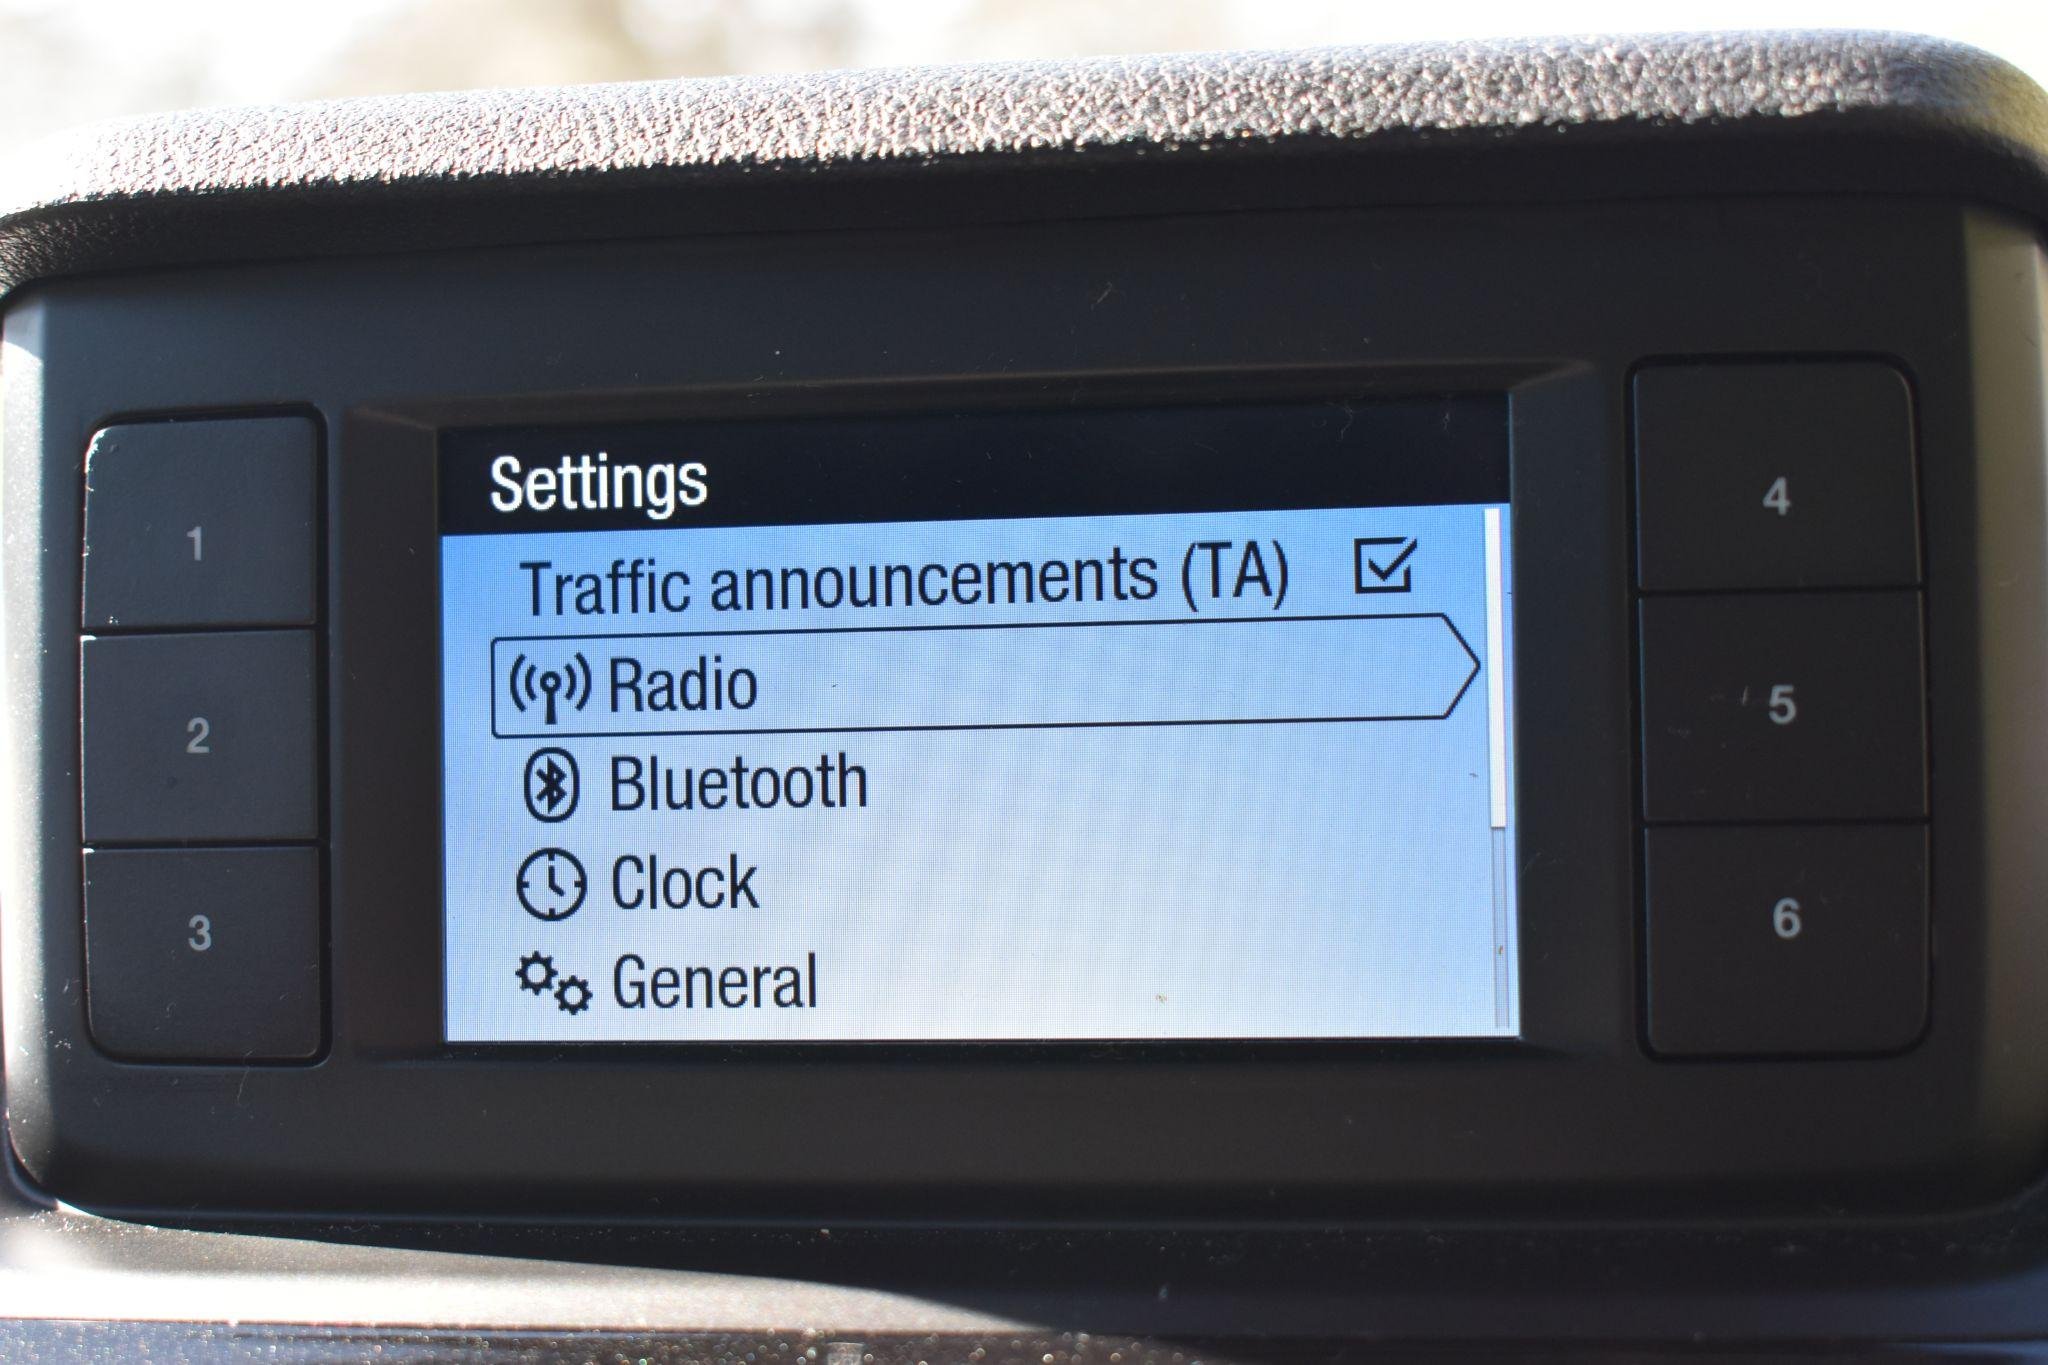 Settings
Traffic announcements (TA)
Radio
Bluetooth
Clock
General
1
2
3
4
5
6